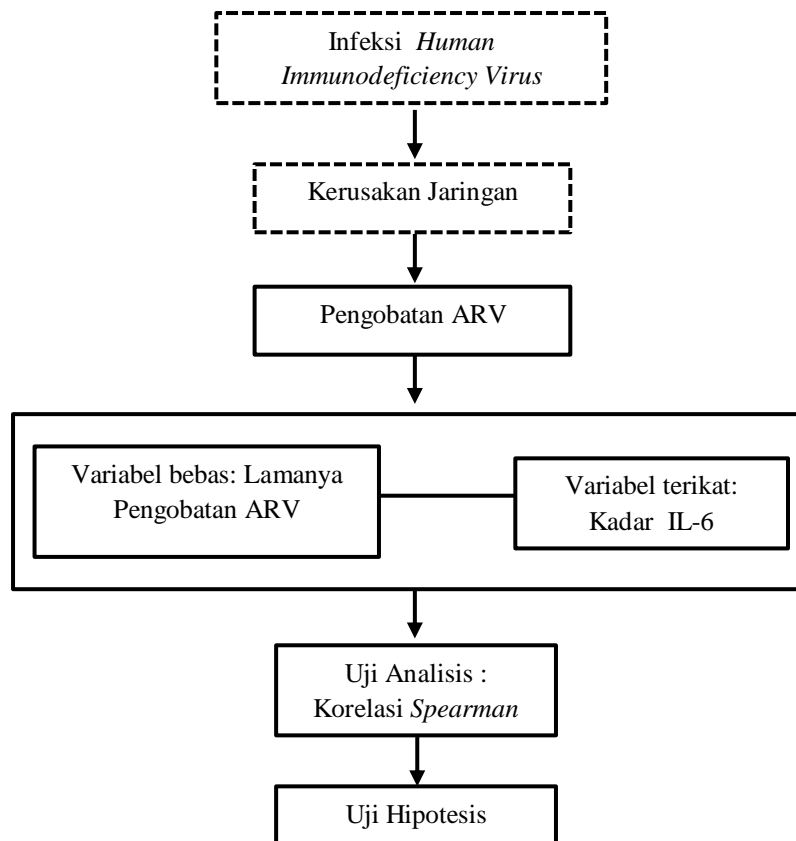 Infeksi Human
Immunodeficiency Virus
Kerusakan Jaringan
Pengobatan ARV
Variabel bebas: Lamanya
Pengobatan ARV
Variabel terikat:
Kadar IL-6
Uji Analisis :
Korelasi Spearman
Uji Hipotesis